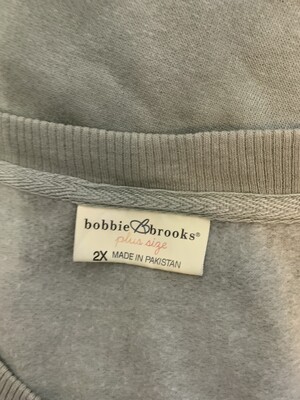 bobbie B brooks®
plus size
2X MADE IN PAKISTAN